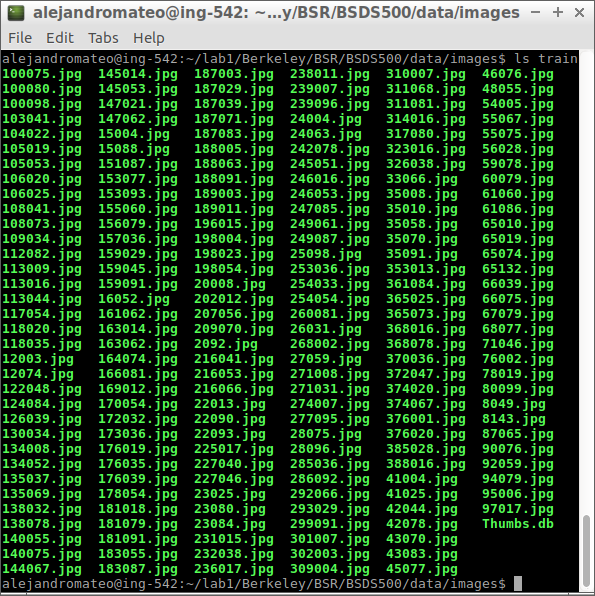 alejandromateo@ing-542: ~…y/BSR/BSDS500/data/images
File Edit Tabs Help
alejandromateo@ing-542:~/lab1/Berkeley/BSR/BSDS500/data/images$ ls train
100075.jpg 145014.jpg 187003.jpg 238011.jpg 310007.jpg 46076.jpg
100080.jpg 145053.jpg 187029.jpg 239007.jpg 311068.jpg 48055.jpg
100098.jpg 147021.jpg 187039.jpg 239096.jpg 311081.jpg 54005.jpg
103041.jpg 147062.jpg 187071.jpg 24004.jpg 314016.jpg 55067.jpg
104022.jpg 15004.jpg 187083.jpg 24063.jpg 317080.jpg 55075.jpg
105019.jpg 15088.jpg 188005.jpg 242078.jpg 323016.jpg 56028.jpg
105053.jpg 151087.jpg 188063.jpg 245051.jpg 326038.jpg 59078.jpg
106020.jpg 153077.jpg 188091.jpg 246016.jpg 33066.jpg 60079.jpg
106025.jpg 153093.jpg 189003.jpg 246053.jpg 35008.jpg 61060.jpg
108041.jpg 155060.jpg 189011.jpg 247085.jpg 35010.jpg 61086.jpg
108073.jpg 156079.jpg 196015.jpg 249061.jpg 35058.jpg 65010.jpg
109034.jpg 157036.jpg 198004.jpg 249087.jpg 35070.jpg 65019.jpg
112082.jpg 159029.jpg 198023.jpg 25098.jpg 35091.jpg 65074.jpg
113009.jpg 159045.jpg 198054.jpg 253036.jpg 353013.jpg 65132.jpg
113016.jpg 159091.jpg 20008.jpg 254033.jpg 361084.jpg 66039.jpg
113044.jpg 16052.jpg 202012.jpg 254054.jpg 365025.jpg 66075.jpg
117054.jpg 161062.jpg 207056.jpg 260081.jpg 365073.jpg 67079.jpg
118020.jpg 163014.jpg 209070.jpg 26031.jpg 368016.jpg 68077.jpg
118035.jpg 163062.jpg 2092.jpg 268002.jpg 368078.jpg 71046.jpg
12003.jpg 164074.jpg 216041.jpg 27059.jpg 370036.jpg 76002.jpg
12074.jpg 166081.jpg 216053.jpg 271008.jpg 372047.jpg 78019.jpg
122048.jpg 169012.jpg 216066.jpg 271031.jpg 374020.jpg 80099.jpg
124084.jpg 170054.jpg 22013.jpg 274007.jpg 374067.jpg 8049.jpg
126039.jpg 172032.jpg 22090.jpg 277095.jpg 376001.jpg 8143.jpg
130034.jpg 173036.jpg 22093.jpg 28075.jpg 376020.jpg 87065.jpg
134008.jpg 176019.jpg 225017.jpg 28096.jpg 385028.jpg 90076.jpg
134052.jpg 176035.jpg 227040.jpg 285036.jpg 388016.jpg 92059.jpg
135037.jpg 176039.jpg 227046.jpg 286092.jpg 41004.jpg 94079.jpg
135069.jpg 178054.jpg 23025.jpg 292066.jpg 41025.jpg 95006.jpg
138032.jpg 181018.jpg 23080.jpg 293029.jpg 42044.jpg 97017.jpg
138078.jpg 181079.jpg 23084.jpg 299091.jpg 42078.jpg Thumbs.db
140055.jpg 181091.jpg 231015.jpg 301007.jpg 43070.jpg
140075.jpg 183055.jpg 232038.jpg 302003.jpg 43083.jpg
144067.jpg 183087.jpg 236017.jpg 309004.jpg 45077.jpg
alejandromateo@ing-542:~/lab1/Berkeley/BSR/BSDS500/data/images$